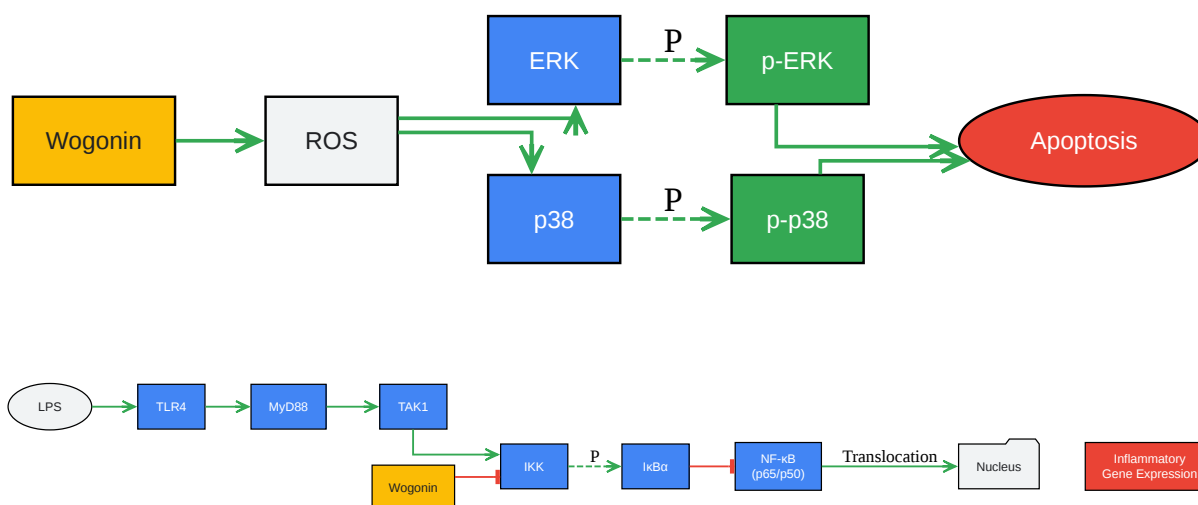 ERK
P
p-ERK
Wogonin
ROS
Apoptosis
p38
P
p-p38
LPS
TLR4
MyD88
TAK1
IKK
P
IκBα
NF-κB
(p65/p50)
Translocation
Nucleus
Inflammatory
Gene Expression
Wogonin